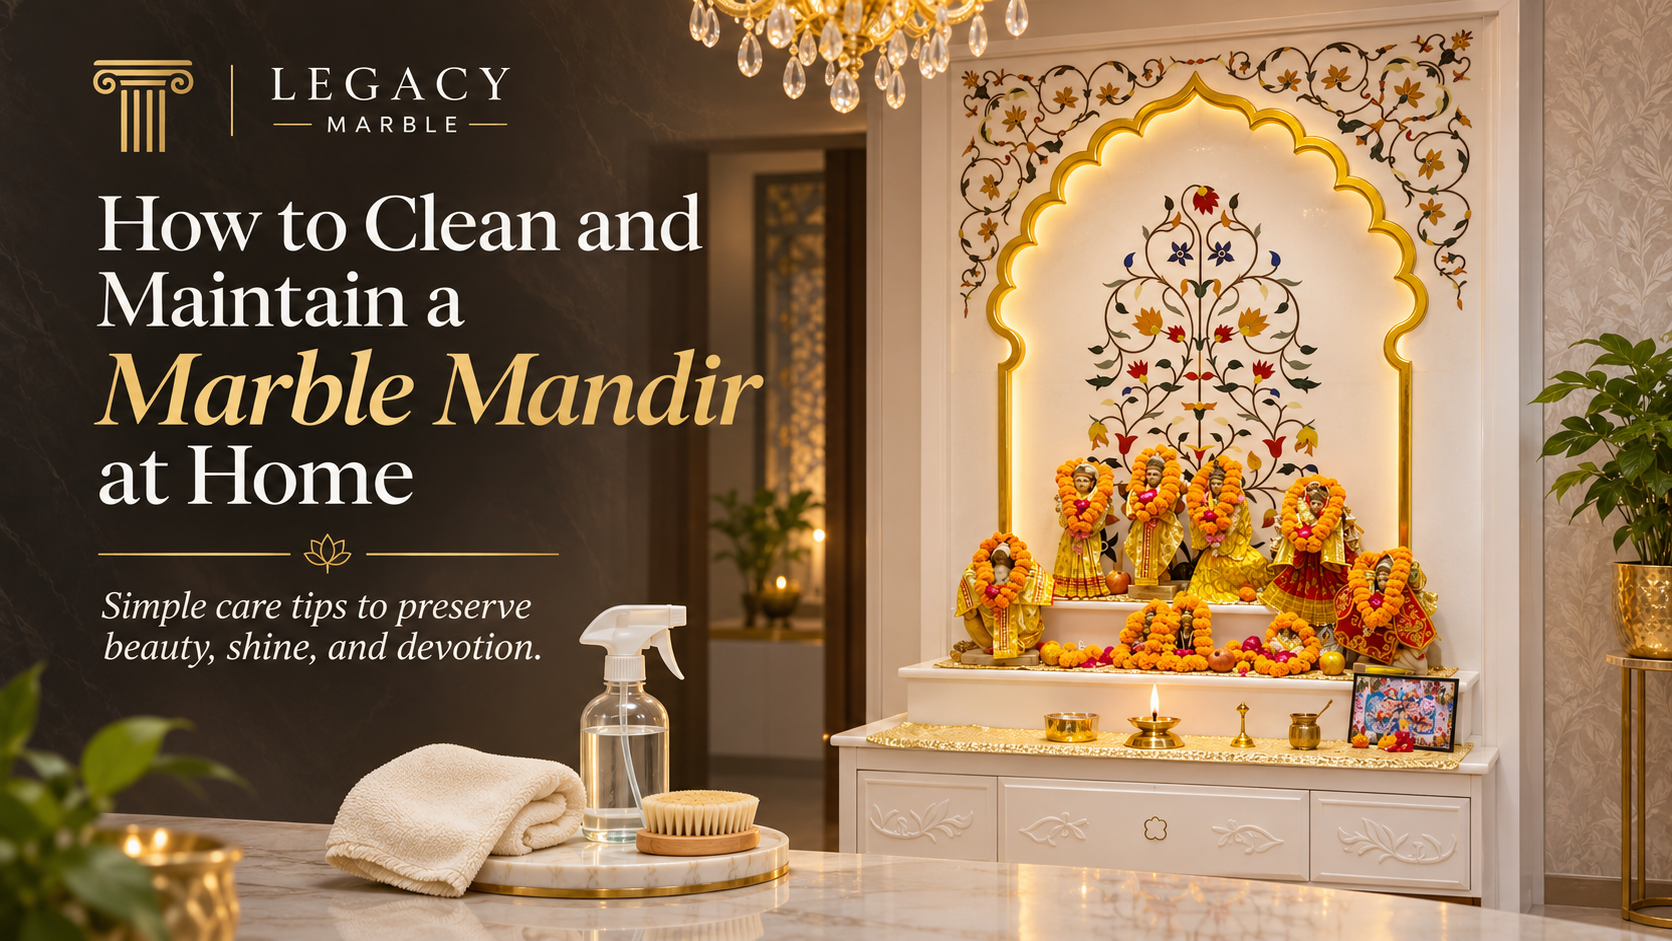 LEGACY
MARBLE
How to Clean and
Maintain a
Marble Mandir
at Home
Simple care tips to preserve
beauty, shine, and devotion.